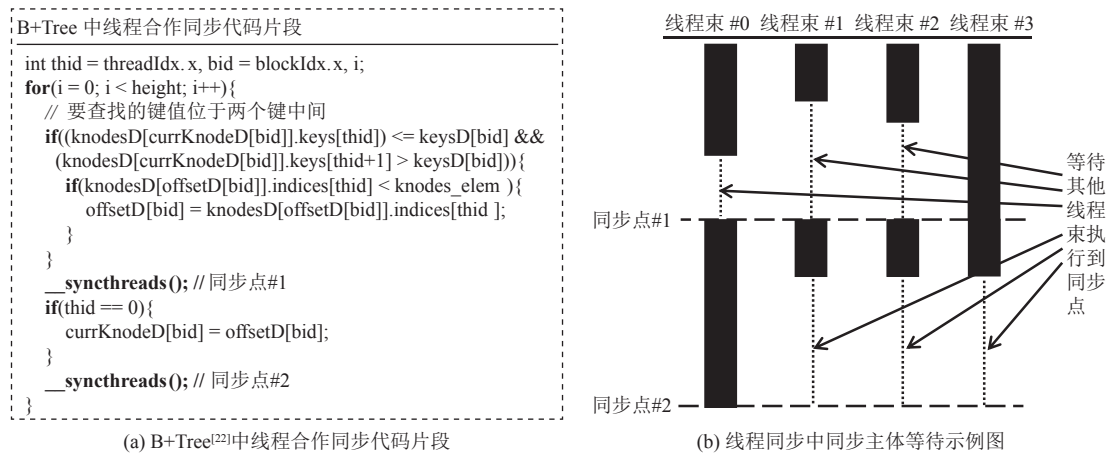 B+Tree 中线程合作同步代码片段
int thid = threadIdx. x, bid = blockIdx. x, i;
for(i = 0; i < height; i++){
// 要查找的键值位于两个键中间
if((knodesD[currKnodeD[bid]].keys[thid]) <= keysD[bid] &&
(knodesD[currKnodeD[bid]].keys[thid+1] > keysD[bid])){
if(knodesD[offsetD[bid]].indices[thid] < knodes_elem ){
offsetD[bid] = knodesD[offsetD[bid]].indices[thid ];
}
}
__syncthreads(); // 同步点#1
if(thid == 0){
currKnodeD[bid] = offsetD[bid];
}
__syncthreads(); // 同步点#2
}
(a) B+Tree[22]中线程合作同步代码片段
线程束 #0 线程束 #1 线程束 #2 线程束 #3
同步点#1
同步点#2
等待
其他
线程
束执
行到
同步
点
(b) 线程同步中同步主体等待示例图